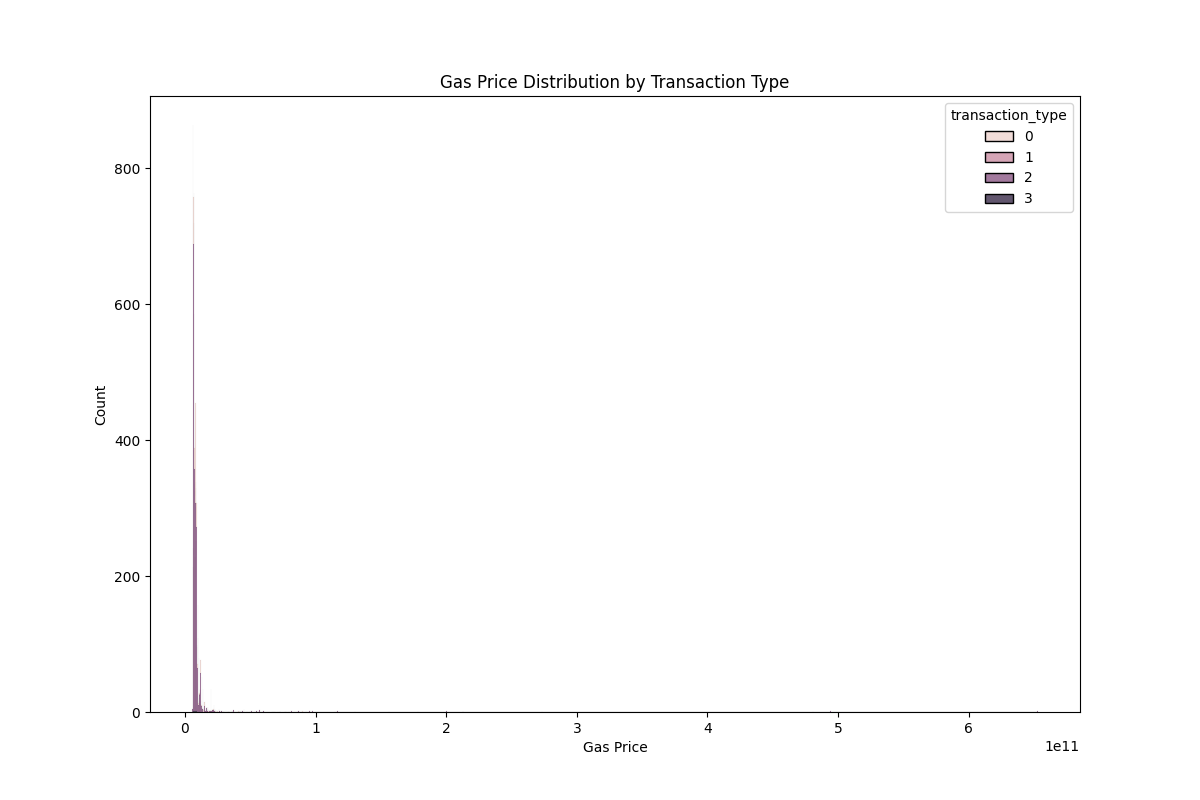 Gas Price Distribution by Transaction Type
transaction_type
0
1
2
3
800
600
400
200
0
Count
0 1 2 3 4 5 6
1e11
Gas Price